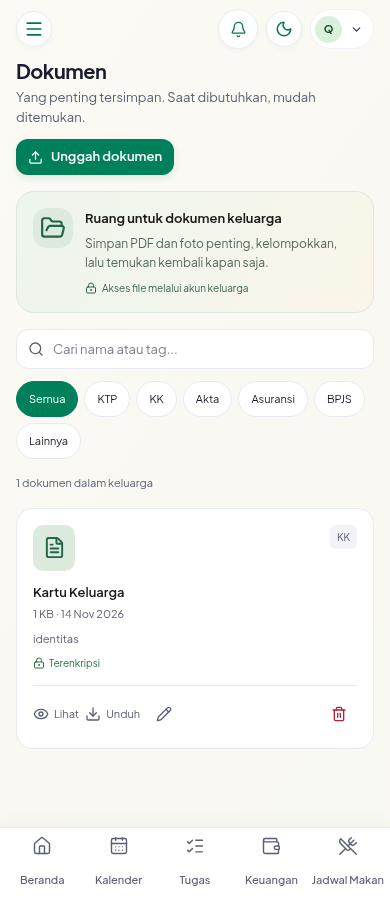 Q
Dokumen
Yang penting tersimpan. Saat dibutuhkan, mudah
ditemukan.
Unggah dokumen
Ruang untuk dokumen keluarga
Simpan PDF dan foto penting, kelompokkan,
lalu temukan kembali kapan saja.
Akses file melalui akun keluarga
Cari nama atau tag...
Semua KTP KK Akta Asuransi BPJS
Lainnya
1 dokumen dalam keluarga
KK
Kartu Keluarga
1 KB · 14 Nov 2026
identitas
Terenkripsi
Lihat Unduh
Beranda Kalender Tugas Keuangan Jadwal Makan